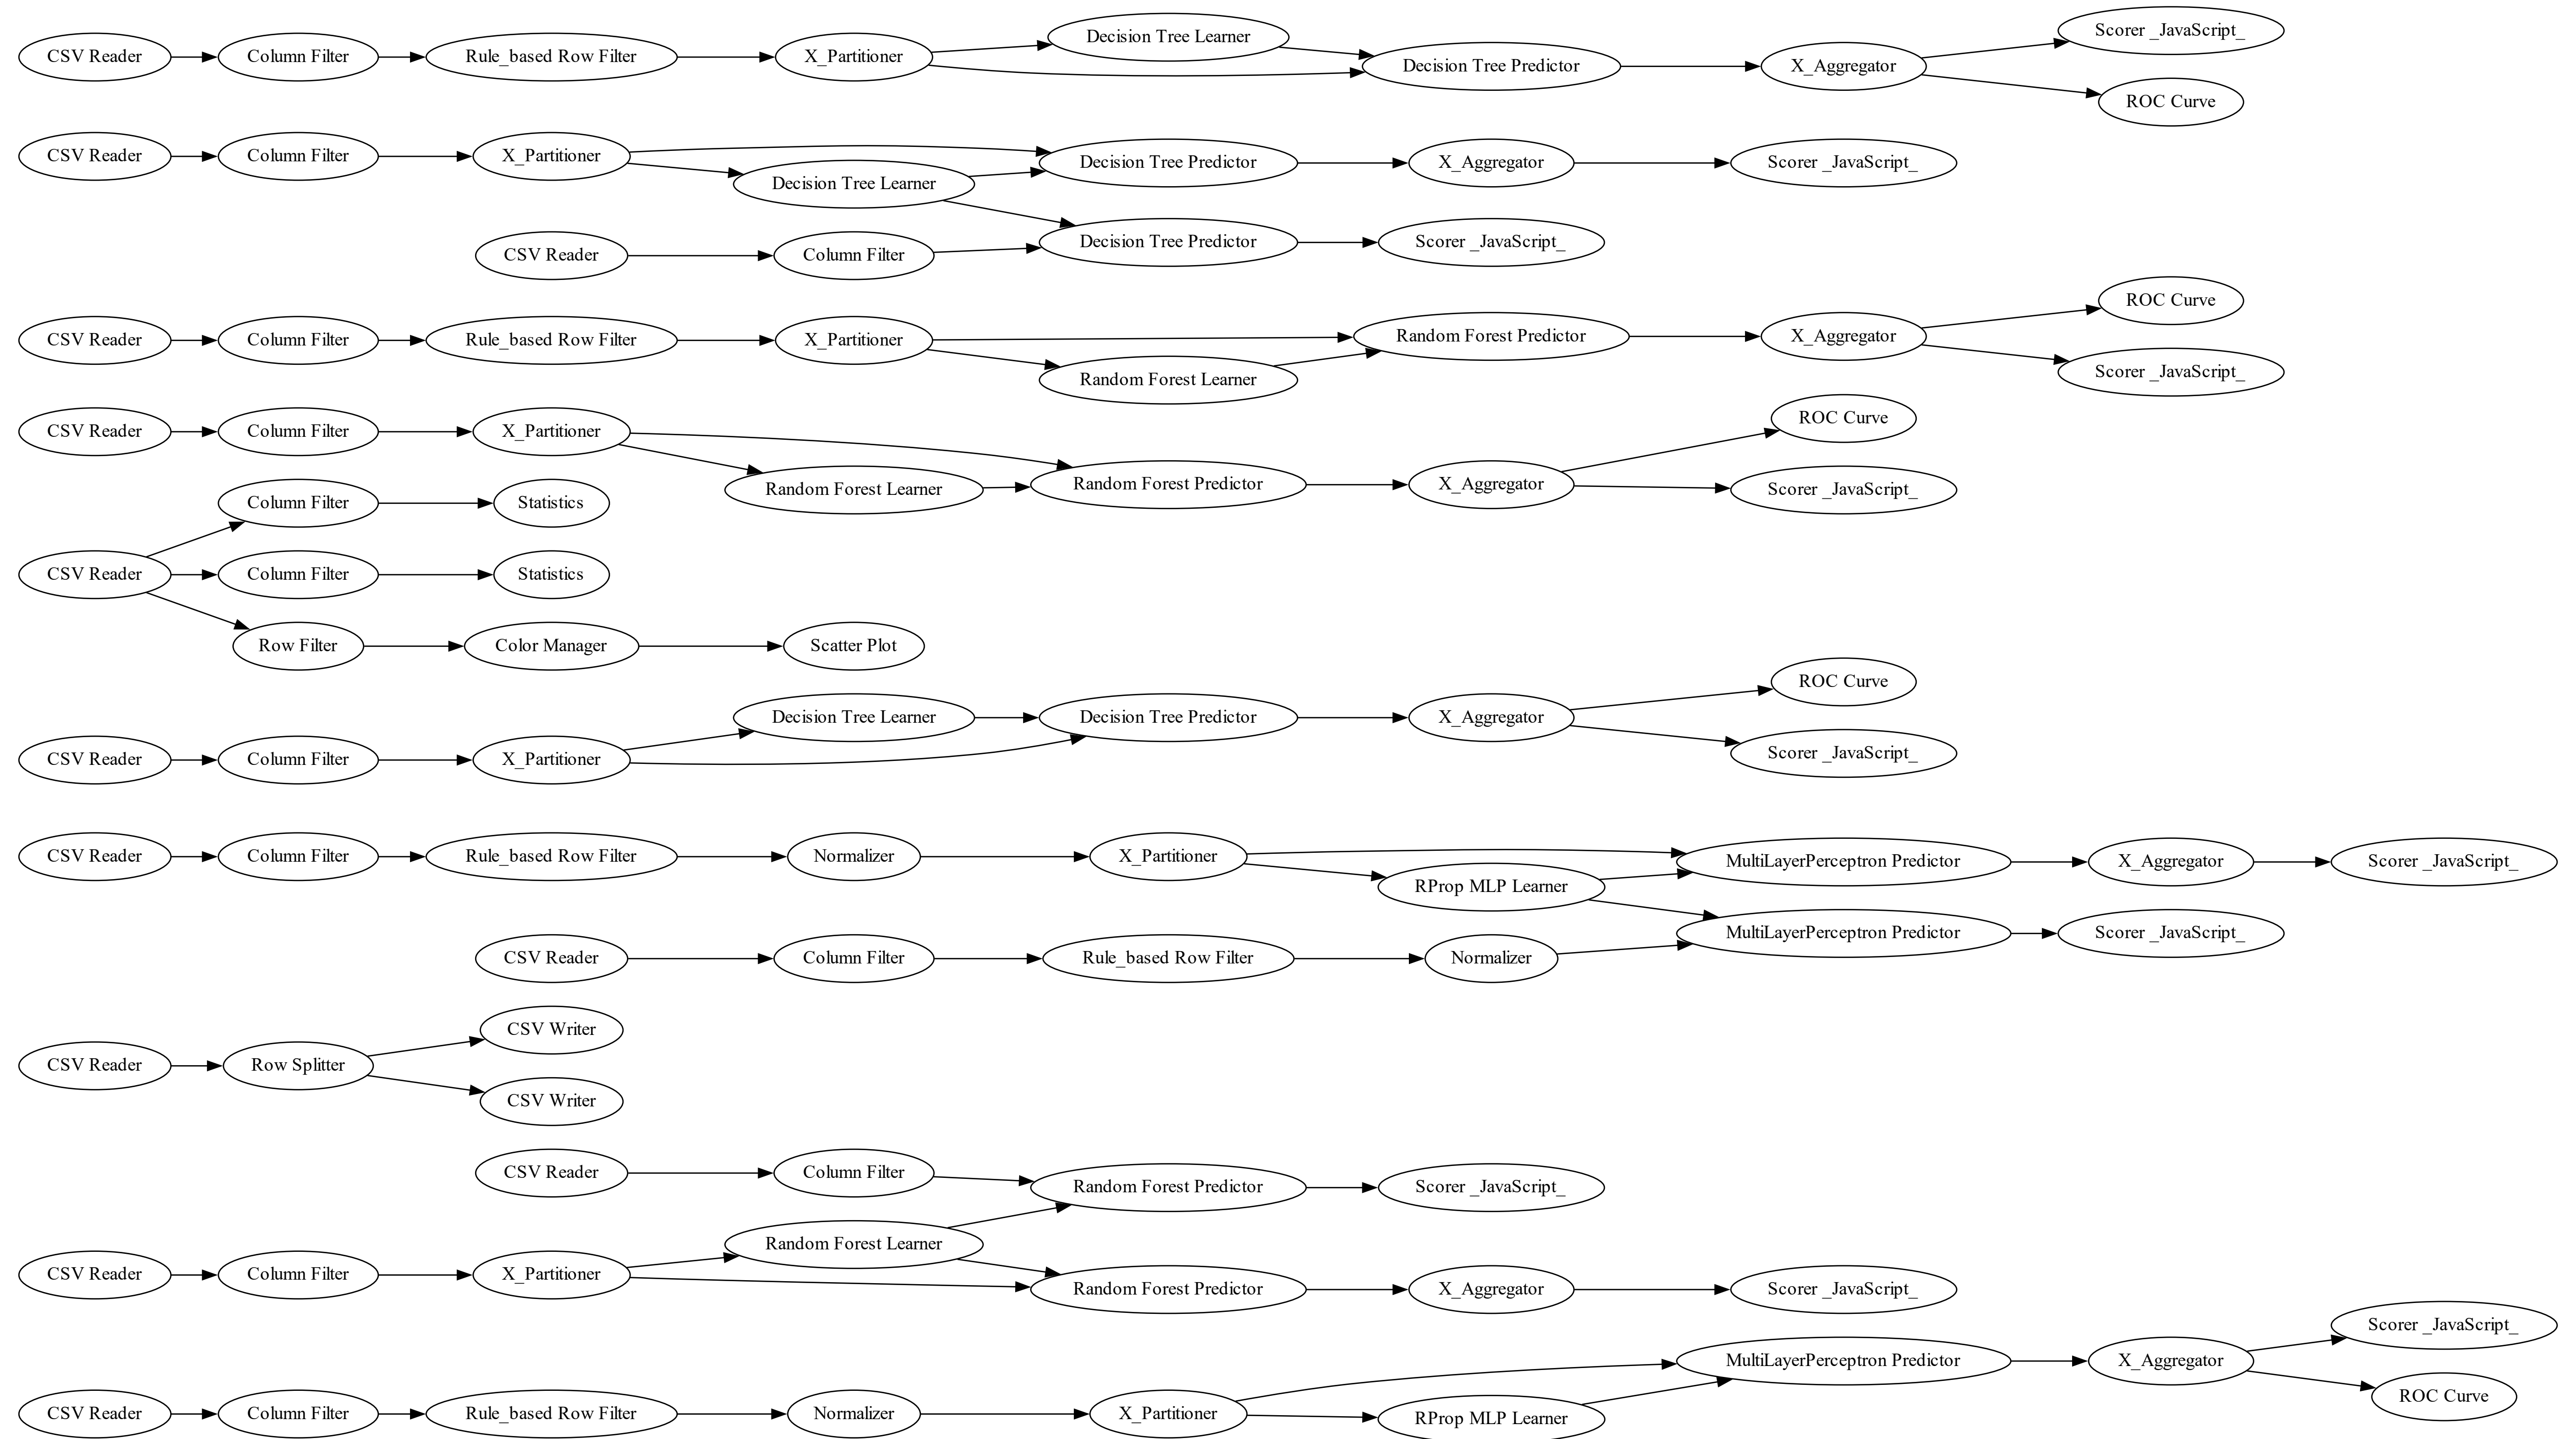 CSV Reader
Column Filter
Rule_based Row Filter
X_Partitioner
Decision Tree Learner
Decision Tree Predictor
X_Aggregator
Scorer _JavaScript_
ROC Curve
CSV Reader
Column Filter
X_Partitioner
Decision Tree Learner
Decision Tree Predictor
X_Aggregator
Scorer _JavaScript_
CSV Reader
Column Filter
Decision Tree Predictor
Scorer _JavaScript_
CSV Reader
Column Filter
Rule_based Row Filter
X_Partitioner
Random Forest Learner
Random Forest Predictor
X_Aggregator
ROC Curve
Scorer _JavaScript_
CSV Reader
Column Filter
X_Partitioner
Random Forest Learner
Random Forest Predictor
X_Aggregator
ROC Curve
Scorer _JavaScript_
CSV Reader
Column Filter
Statistics
Column Filter
Statistics
Row Filter
Color Manager
Scatter Plot
CSV Reader
Column Filter
X_Partitioner
Decision Tree Learner
Decision Tree Predictor
X_Aggregator
ROC Curve
Scorer _JavaScript_
CSV Reader
Column Filter
Rule_based Row Filter
Normalizer
X_Partitioner
RProp MLP Learner
MultiLayerPerceptron Predictor
X_Aggregator
Scorer _JavaScript_
CSV Reader
Column Filter
Rule_based Row Filter
Normalizer
MultiLayerPerceptron Predictor
Scorer _JavaScript_
CSV Reader
Row Splitter
CSV Writer
CSV Writer
CSV Reader
Column Filter
Random Forest Predictor
Scorer _JavaScript_
CSV Reader
Column Filter
X_Partitioner
Random Forest Learner
Random Forest Predictor
X_Aggregator
Scorer _JavaScript_
CSV Reader
Column Filter
Rule_based Row Filter
Normalizer
X_Partitioner
RProp MLP Learner
MultiLayerPerceptron Predictor
X_Aggregator
Scorer _JavaScript_
ROC Curve